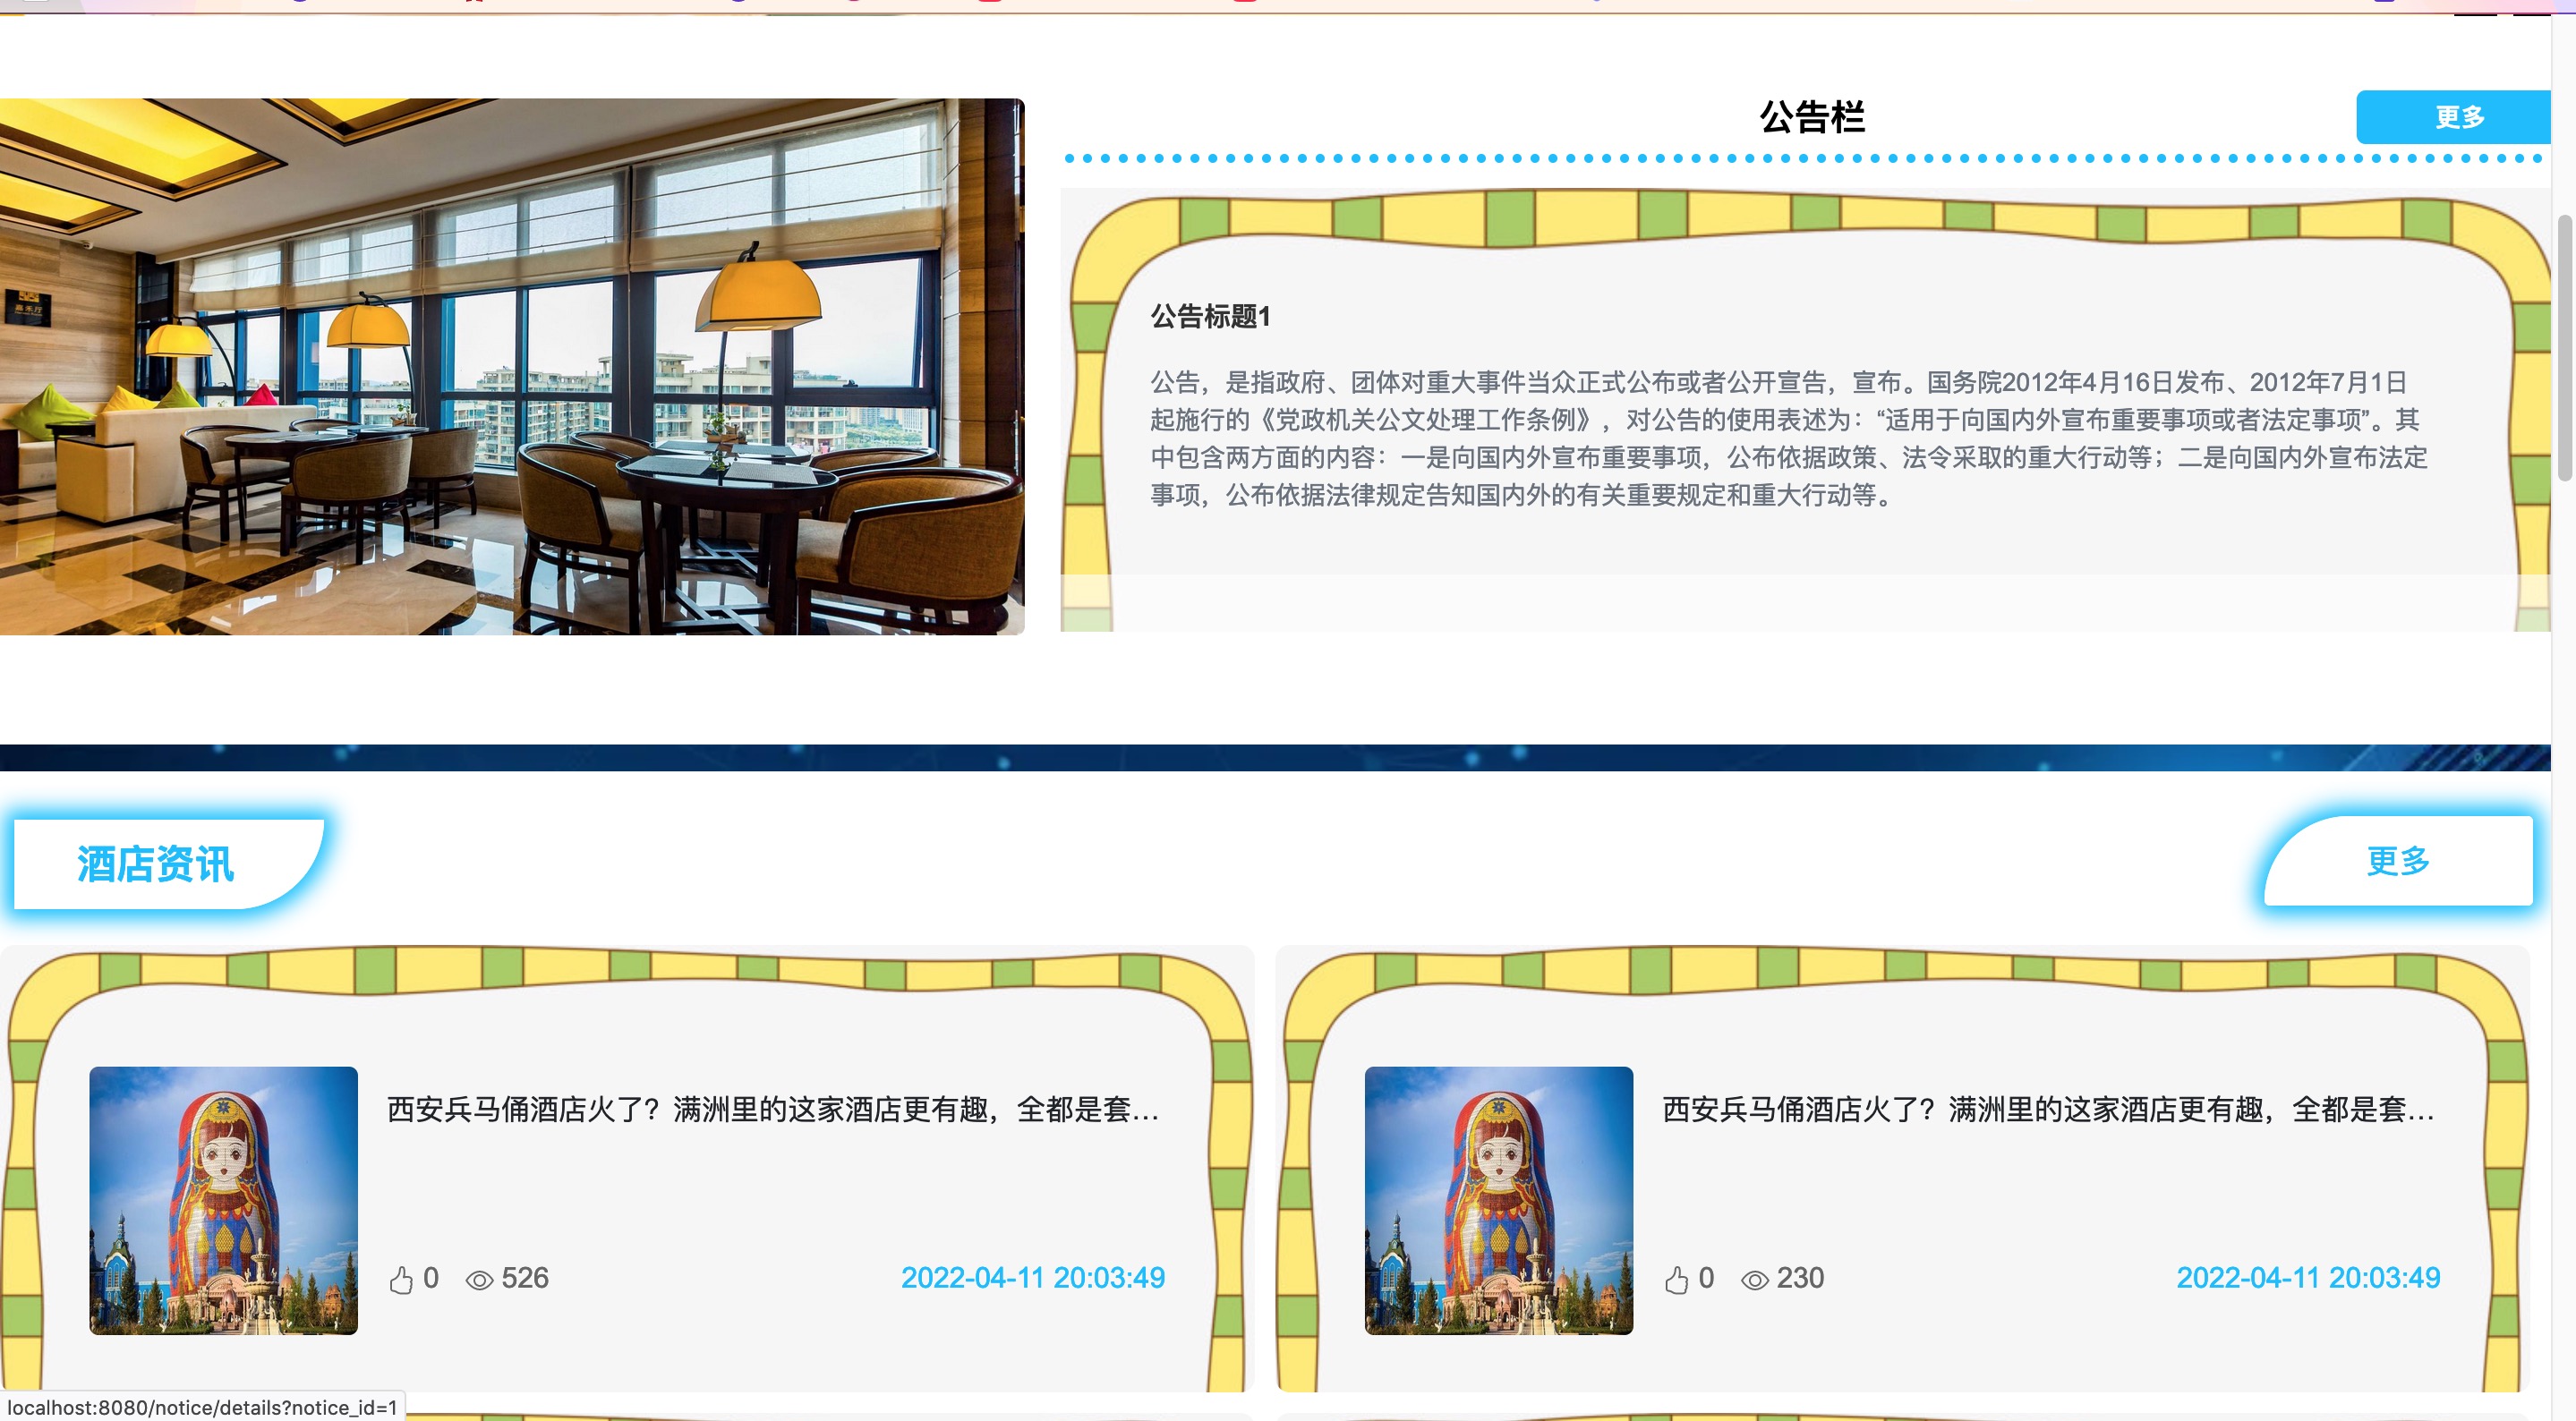 公告栏
更多
公告标题1
公告，是指政府、团体对重大事件当众正式公布或者公开宣告，宣布。国务院2012年4月16日发布、2012年7月1日
起施行的《党政机关公文处理工作条例》，对公告的使用表述为：“适用于向国内外宣布重要事项或者法定事项”。其
中包含两方面的内容：一是向国内外宣布重要事项，公布依据政策、法令采取的重大行动等；二是向国内外宣布法定
事项，公布依据法律规定告知国内外的有关重要规定和重大行动等。
酒店资讯
更多
西安兵马俑酒店火了？满洲里的这家酒店更有趣，全都是套...
0 526 2022-04-11 20:03:49
西安兵马俑酒店火了？满洲里的这家酒店更有趣，全都是套...
0 230 2022-04-11 20:03:49
localhost:8080/notice/details?notice_id=1